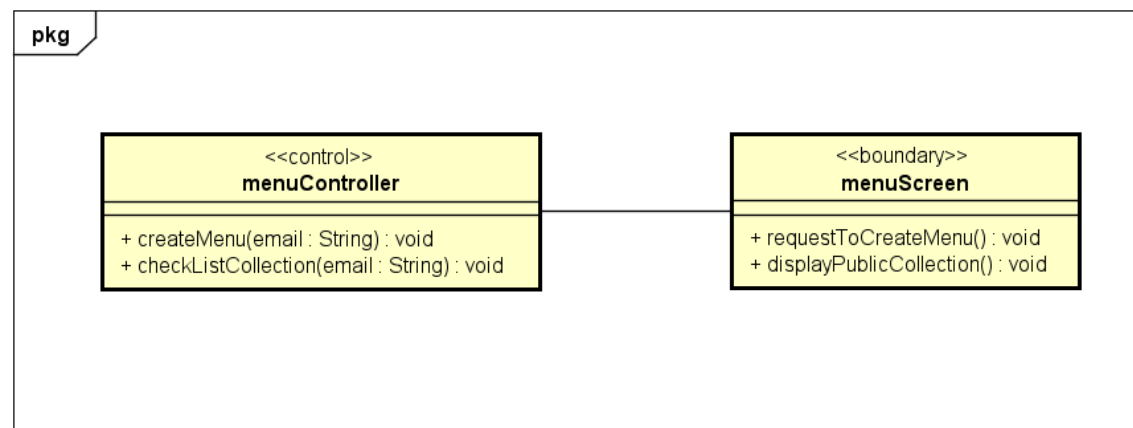 pkg
<<control>>
menuController
+ createMenu(email : String) : void
+ checkListCollection(email : String) : void
<<boundary>>
menuScreen
+ requestToCreateMenu() : void
+ displayPublicCollection() : void